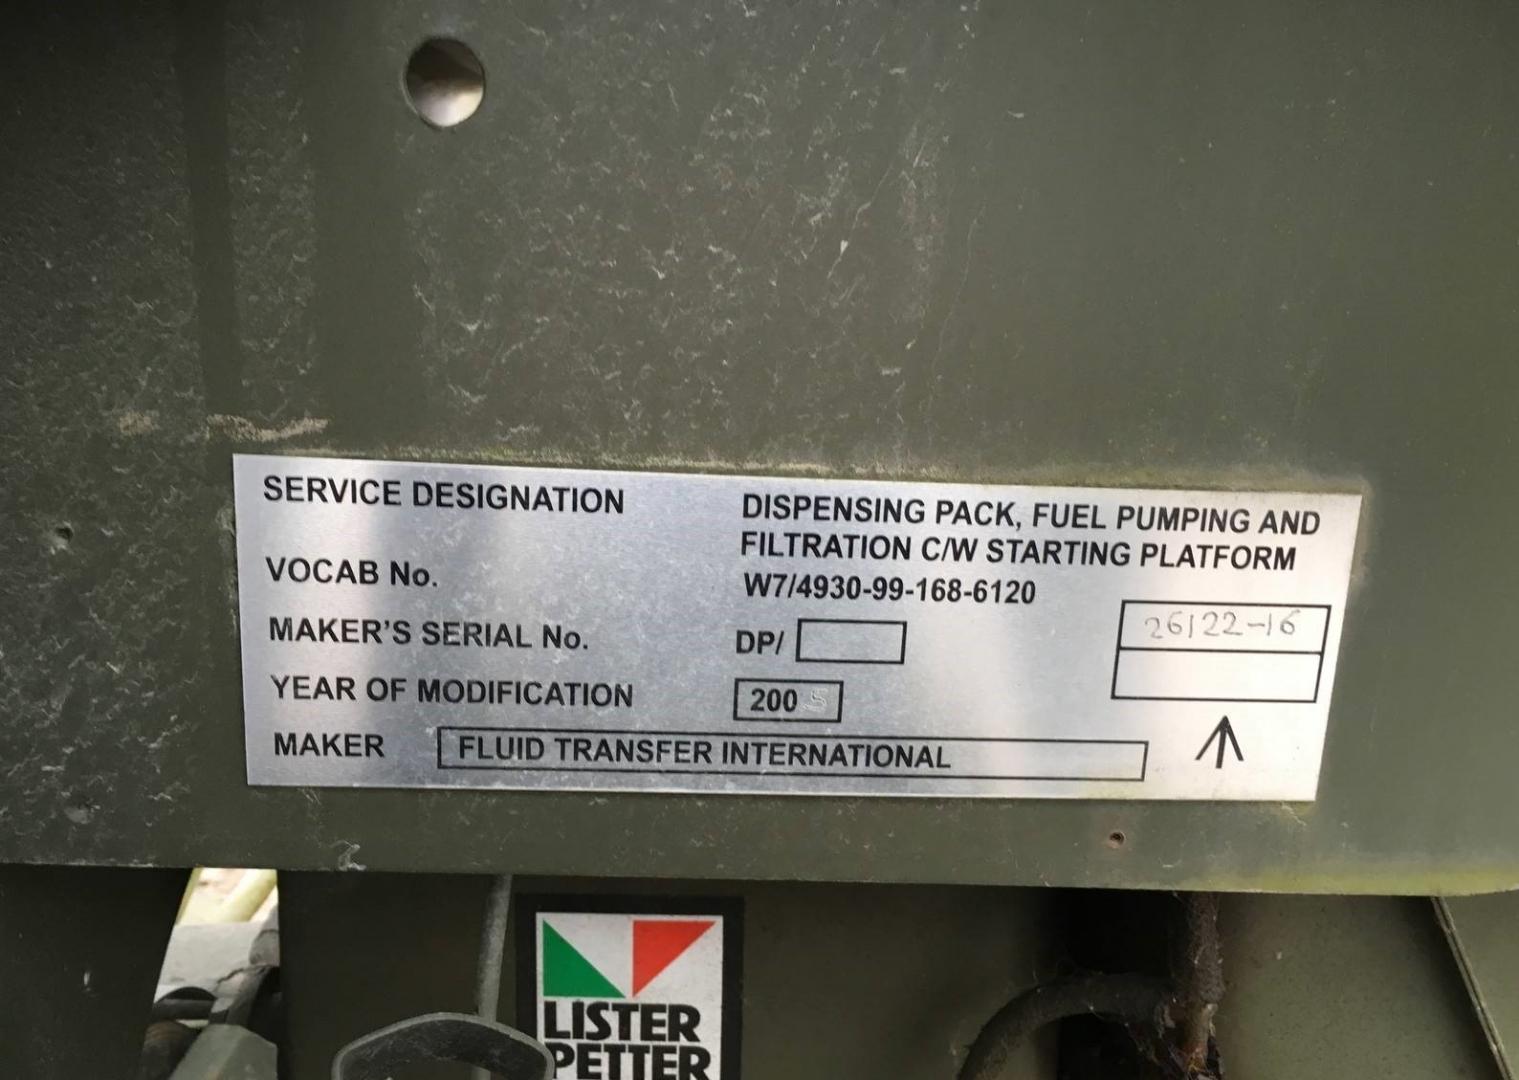 SERVICE DESIGNATION DISPENSING PACK, FUEL PUMPING AND
FILTRATION C/W STARTING PLATFORM
VOCAB No. W7/4930-99-168-6120
26122-16
MAKER'S SERIAL No. DP/
YEAR OF MODIFICATION 2005
MAKER FLUID TRANSFER INTERNATIONAL
LISTER
PETTER